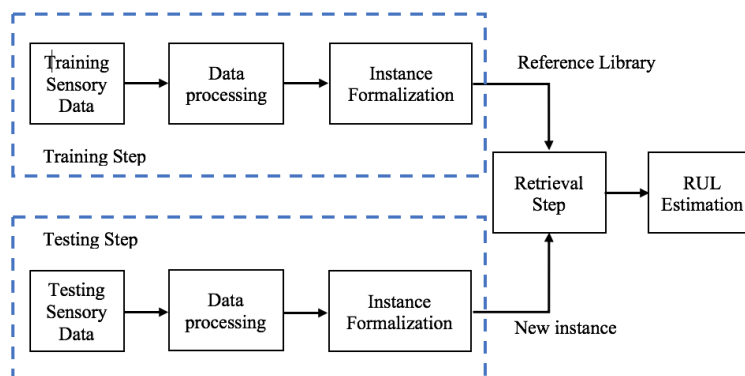 Training
Sensory
Data
Data
processing
Instance
Formalization
Reference Library
Training Step
Retrieval
Step
RUL
Estimation
Testing Step
Testing
Sensory
Data
Data
processing
Instance
Formalization
New instance